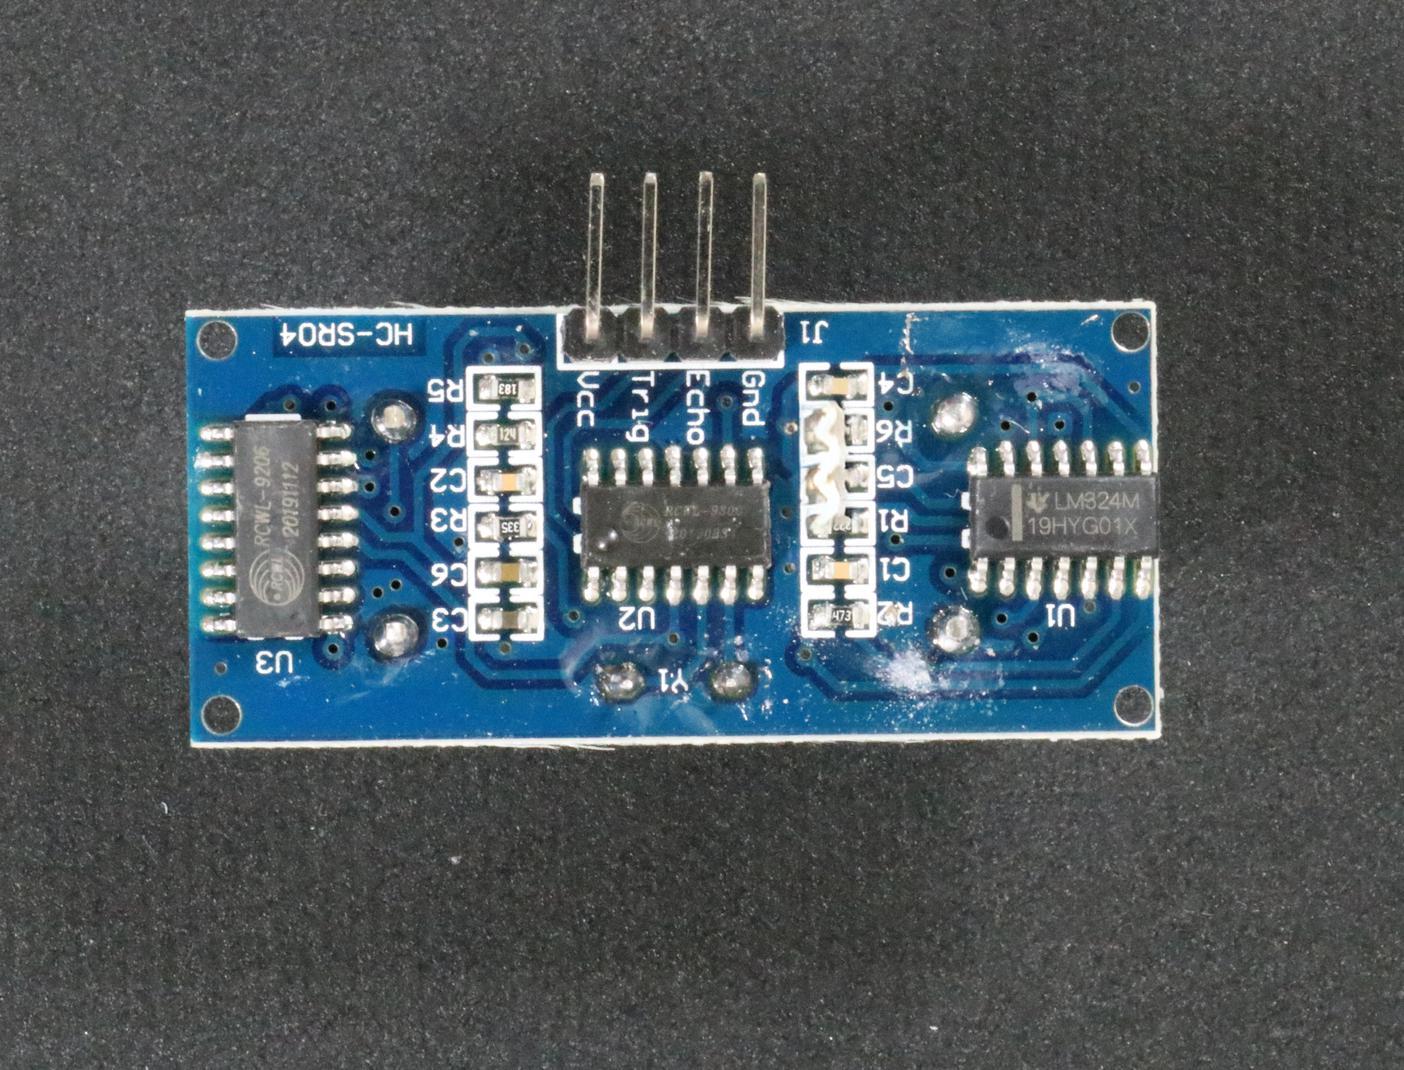 HC-SR04
J1
Vcc
Trig
Echo
Gnd
R5
183
R4
124
C2
R3
335
C6
C3
C4
R6
C5
R1
C1
R2
473
RCWL-9206
20191112
RCWL
U3
U2
Y1
LM324M
19HYG01X
U1